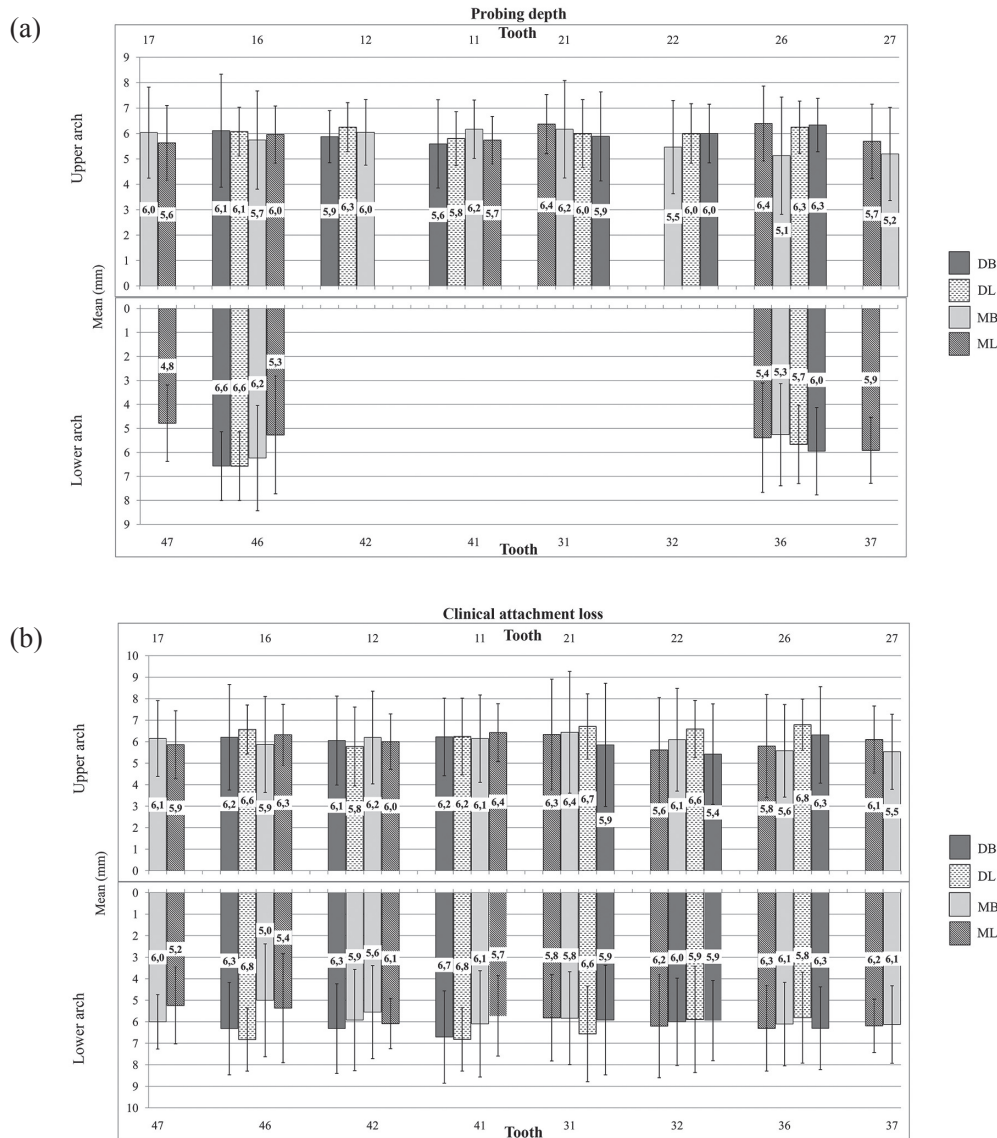 (a)
Probing depth
Tooth
17 16 12 11 21 22 26 27
9
8
7
6
5
4
3
2
1
0
Upper arch
6,0 5,6 6,1 6,1 5,7 6,0 5,9 6,3 6,0 5,6 5,8 6,2 5,7 6,4 6,2 6,0 5,9 5,5 6,0 6,0 6,4 5,1 6,3 6,3 5,7 5,2
Mean (mm)
DB
DL
MB
ML
0
1
2
3
4
5
6
7
8
9
Lower arch
4,8 6,6 6,6 6,2 5,3 5,4 5,3 5,7 6,0 5,9
47 46 42 41 31 32 36 37
Tooth
(b)
Clinical attachment loss
Tooth
17 16 12 11 21 22 26 27
10
9
8
7
6
5
4
3
2
1
0
Upper arch
6,1 5,9 6,2 6,6 5,9 6,3 6,1 5,8 6,2 6,0 6,2 6,2 6,1 6,4 6,3 6,4 6,7 5,9 5,6 6,1 6,6 5,4 5,8 5,6 6,8 6,3 6,1 5,5
Mean (mm)
DB
DL
MB
ML
0
1
2
3
4
5
6
7
8
9
10
Lower arch
6,0 5,2 6,3 6,8 5,0 5,4 6,3 5,9 5,6 6,1 6,7 6,8 6,1 5,7 5,8 5,8 6,6 5,9 6,2 6,0 5,9 5,9 6,3 6,1 5,8 6,3 6,2 6,1
47 46 42 41 31 32 36 37
Tooth